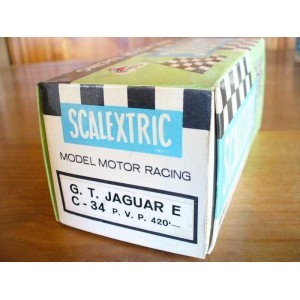 SCALEXTRIC
MODEL MOTOR RACING
G. T. JAGUAR E
C-34 P. V. P. 420'—